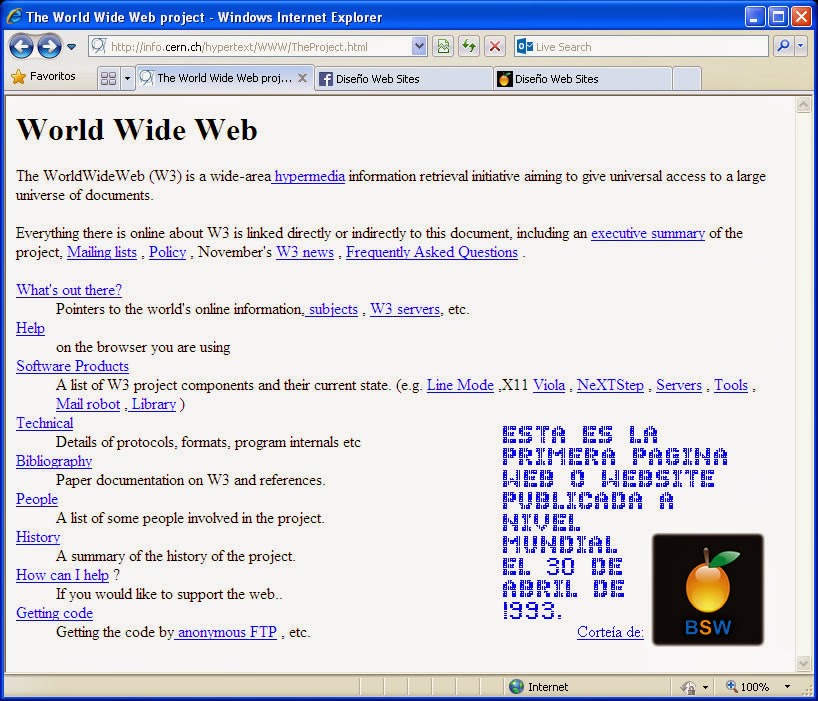 The World Wide Web project - Windows Internet Explorer
http://info.cern.ch/hypertext/WWW/TheProject.html
Live Search
Favoritos
The World Wide Web proj...
Diseño Web Sites
Diseño Web Sites
World Wide Web
The WorldWideWeb (W3) is a wide-area hypermedia information retrieval initiative aiming to give universal access to a large
universe of documents.
Everything there is online about W3 is linked directly or indirectly to this document, including an executive summary of the
project, Mailing lists , Policy , November's W3 news , Frequently Asked Questions .
What's out there?
Pointers to the world's online information, subjects , W3 servers, etc.
Help
on the browser you are using
Software Products
A list of W3 project components and their current state. (e.g. Line Mode ,X11 Viola , NeXTStep , Servers , Tools ,
Mail robot , Library )
Technical
Details of protocols, formats, program internals etc
Bibliography
Paper documentation on W3 and references.
People
A list of some people involved in the project.
History
A summary of the history of the project.
How can I help ?
If you would like to support the web..
Getting code
Getting the code by anonymous FTP , etc.
ESTA ES LA
PRIMERA PAGINA
WEB O WEBSITE
PUBLICADA A
NIVEL
MUNDIAL
EL 30 DE
ABRIL DE
1993.
Corteía de:
BSW
Internet
100%